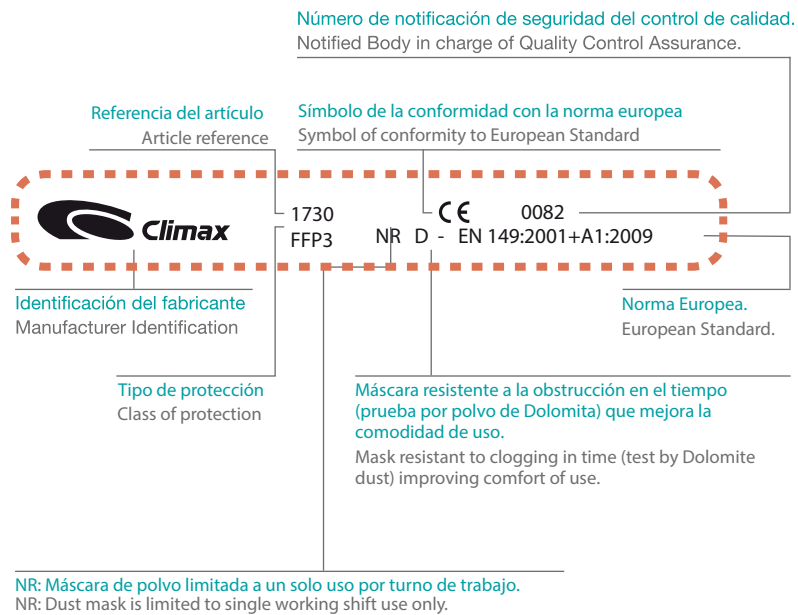 Número de notificación de seguridad del control de calidad.
Notified Body in charge of Quality Control Assurance.
Referencia del artículo
Article reference
Símbolo de la conformidad con la norma europea
Symbol of conformity to European Standard
Climax
1730
CE
0082
FFP3
NR D - EN 149:2001+A1:2009
Identificación del fabricante
Manufacturer Identification
Norma Europea.
European Standard.
Tipo de protección
Class of protection
Máscara resistente a la obstrucción en el tiempo
(prueba por polvo de Dolomita) que mejora la
comodidad de uso.
Mask resistant to clogging in time (test by Dolomite
dust) improving comfort of use.
NR: Máscara de polvo limitada a un solo uso por turno de trabajo.
NR: Dust mask is limited to single working shift use only.